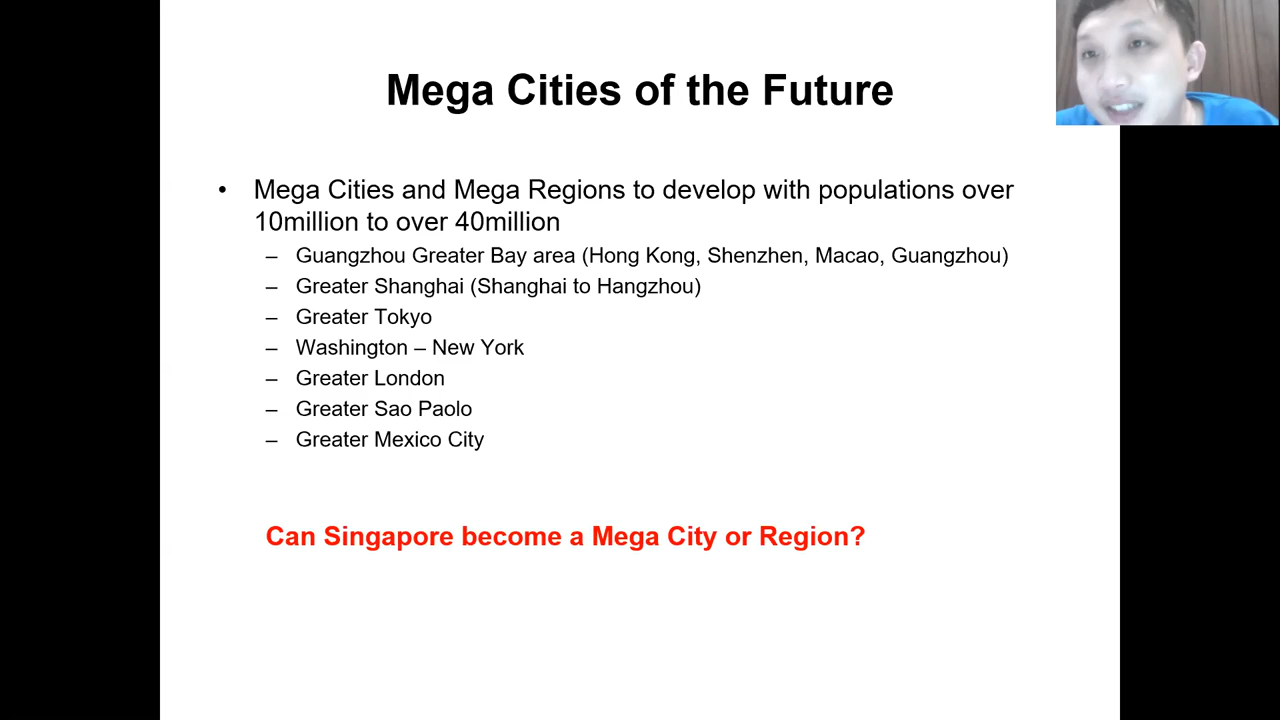 Mega Cities of the Future
• Mega Cities and Mega Regions to develop with populations over
10million to over 40million
– Guangzhou Greater Bay area (Hong Kong, Shenzhen, Macao, Guangzhou)
– Greater Shanghai (Shanghai to Hangzhou)
– Greater Tokyo
– Washington – New York
– Greater London
– Greater Sao Paolo
– Greater Mexico City
Can Singapore become a Mega City or Region?